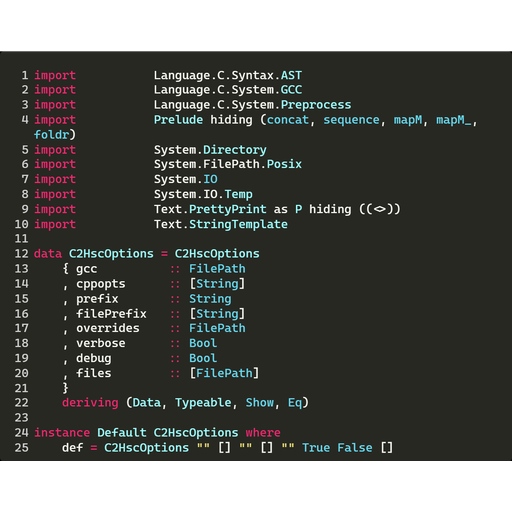 1 import           Language.C.Syntax.AST
2 import           Language.C.System.GCC
3 import           Language.C.System.Preprocess
4 import           Prelude hiding (concat, sequence, mapM, mapM_,
foldr)
5 import           System.Directory
6 import           System.FilePath.Posix
7 import           System.IO
8 import           System.IO.Temp
9 import           Text.PrettyPrint as P hiding ((<>))
10 import           Text.StringTemplate
11
12 data C2HscOptions = C2HscOptions
13     { gcc          :: FilePath
14     , cppopts      :: [String]
15     , prefix       :: String
16     , filePrefix   :: [String]
17     , overrides    :: FilePath
18     , verbose      :: Bool
19     , debug        :: Bool
20     , files        :: [FilePath]
21     }
22     deriving (Data, Typeable, Show, Eq)
23
24 instance Default C2HscOptions where
25     def = C2HscOptions "" [] "" [] "" True False []